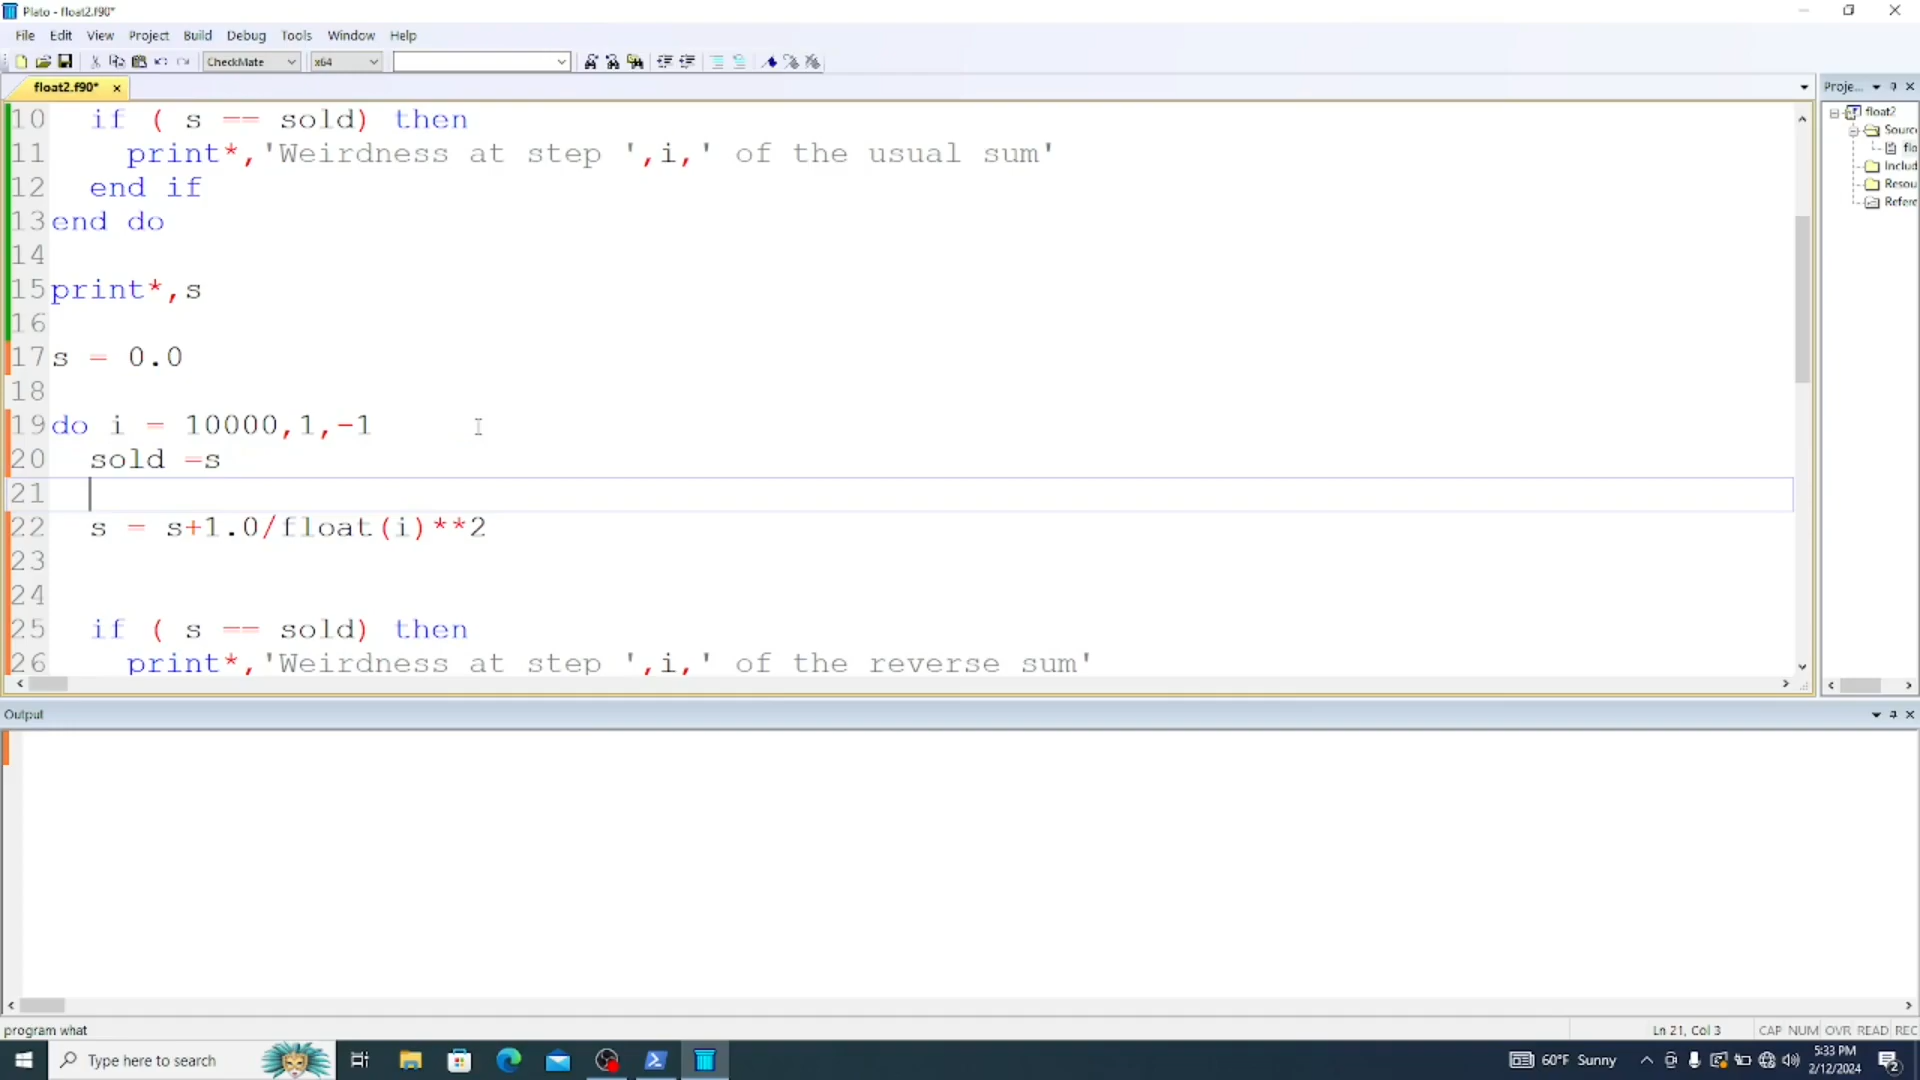 Plato - float2.f90*
File Edit View Project Build Debug Tools Window Help
CheckMate x64
float2.f90* Proje...
10 if ( s == sold) then
11 print*,'Weirdness at step ',i,' of the usual sum'
12 end if
13 end do
14
15 print*,s
16
17 s = 0.0
18
19 do i = 10000,1,-1
20 sold =s
21
22 s = s+1.0/float(i)**2
23
24
25 if ( s == sold) then
26 print*,'Weirdness at step ',i,' of the reverse sum'
float2
Sourc
flo
Includ
Resou
Refere
Output
program what
Ln 21, Col 3 CAP NUM OVR READ REC
Type here to search
60°F Sunny
5:33 PM
2/12/2024
2